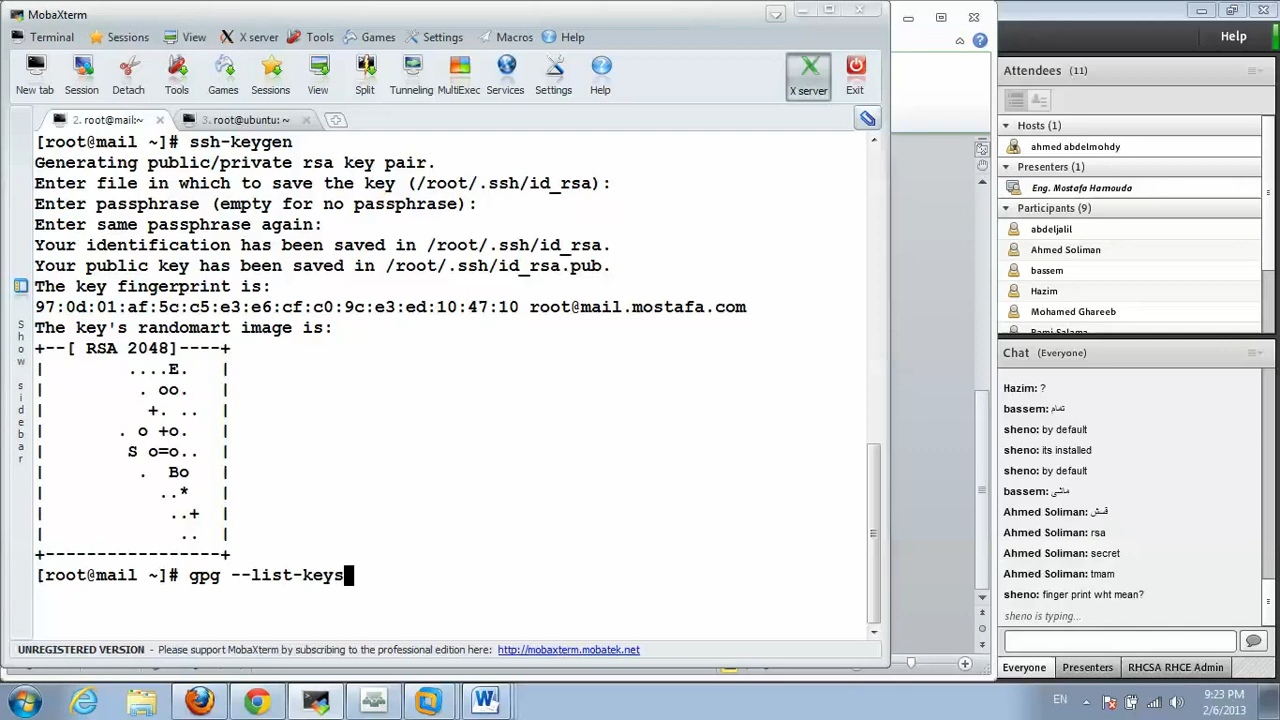 MobaXterm
Terminal Sessions View X server Tools Games Settings Macros Help
New tab Session Detach Tools Games Sessions View Split Tunneling MultiExec Services Settings Help X server Exit
2. root@mail:~ 3. root@ubuntu: ~
[root@mail ~]# ssh-keygen
Generating public/private rsa key pair.
Enter file in which to save the key (/root/.ssh/id_rsa):
Enter passphrase (empty for no passphrase):
Enter same passphrase again:
Your identification has been saved in /root/.ssh/id_rsa.
Your public key has been saved in /root/.ssh/id_rsa.pub.
The key fingerprint is:
97:0d:01:af:5c:c5:e3:e6:cf:c0:9c:e3:ed:10:47:10 root@mail.mostafa.com
The key's randomart image is:
+--[ RSA 2048]----+
|        ....E.   |
|         . oo.   |
|          +. ..  |
|       . o +o.   |
|        S o=o..  |
|         .  Bo   |
|           ..*   |
|            ..+  |
|             ..  |
+-----------------+
[root@mail ~]# gpg --list-keys
Show sidebar
UNREGISTERED VERSION - Please support MobaXterm by subscribing to the professional edition here: http://mobaxterm.mobatek.net
Help
Attendees (11)
Hosts (1)
ahmed abdelmohdy
Presenters (1)
Eng. Mostafa Hamouda
Participants (9)
abdeljalil
Ahmed Soliman
bassem
Hazim
Mohamed Ghareeb
Rami Salama
Chat (Everyone)
Hazim: ?
bassem: تمام
sheno: by default
sheno: its installed
sheno: by default
bassem: ماشى
Ahmed Soliman: فىش
Ahmed Soliman: rsa
Ahmed Soliman: secret
Ahmed Soliman: tmam
sheno: finger print wht mean?
sheno is typing...
Everyone Presenters RHCSA RHCE Admin
EN
9:23 PM
2/6/2013